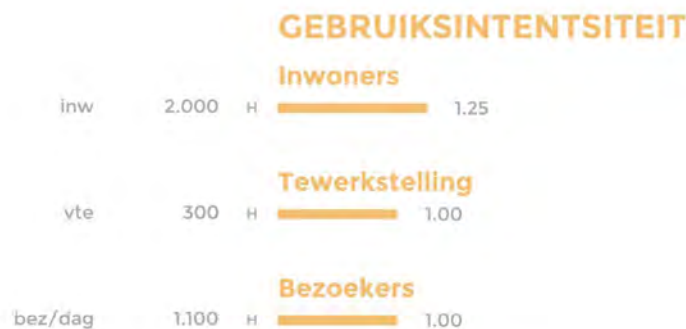 GEBRUIKSINTENTSITEIT
Inwoners
inw 2.000 H 1.25
Tewerkstelling
vte 300 H 1.00
Bezoekers
bez/dag 1.100 H 1.00